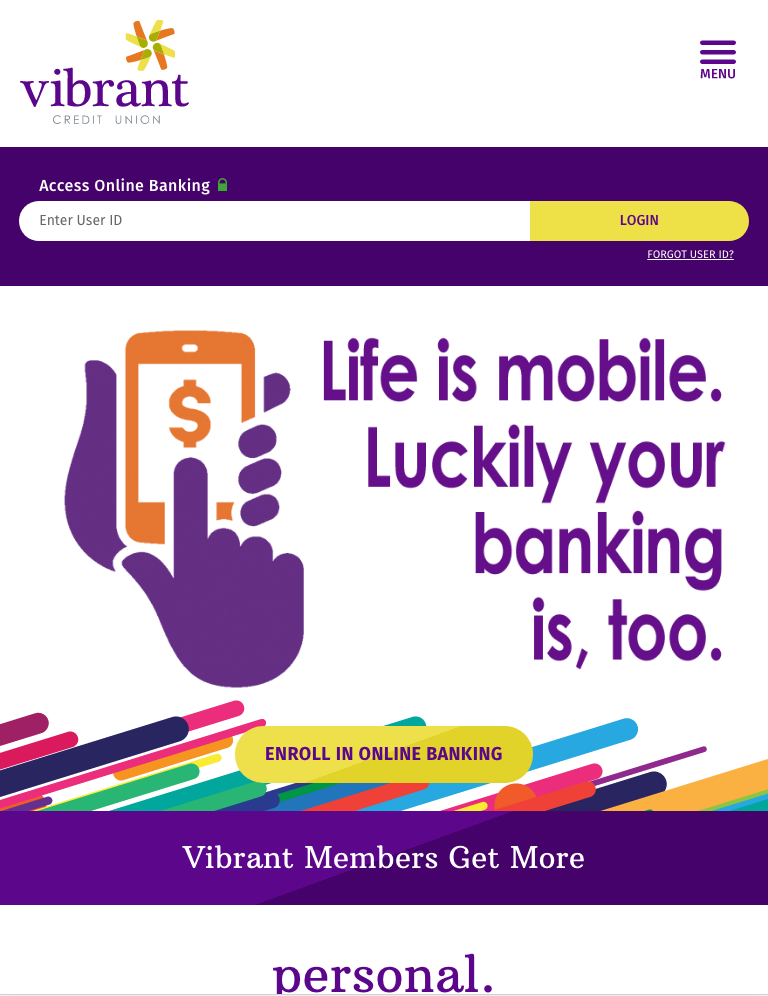 vibrant
CREDIT UNION
MENU
Access Online Banking
Enter User ID
LOGIN
FORGOT USER ID?
$
Life is mobile.
Luckily your
banking
is, too.
ENROLL IN ONLINE BANKING
Vibrant Members Get More
personal.